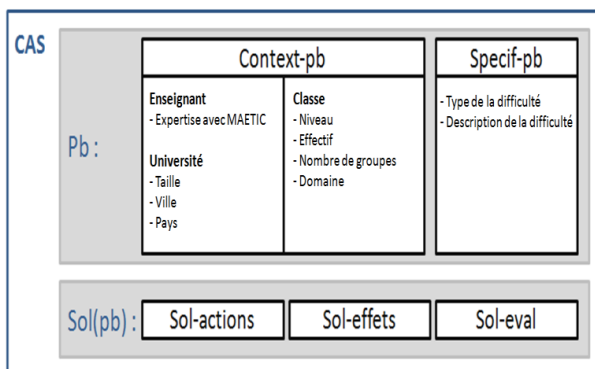 CAS
Pb :
Context-pb
Enseignant
- Expertise avec MAETIC
Université
- Taille
- Ville
- Pays
Classe
- Niveau
- Effectif
- Nombre de groupes
- Domaine
Specif-pb
- Type de la difficulté
- Description de la difficulté
Sol(pb) :
Sol-actions
Sol-effets
Sol-eval